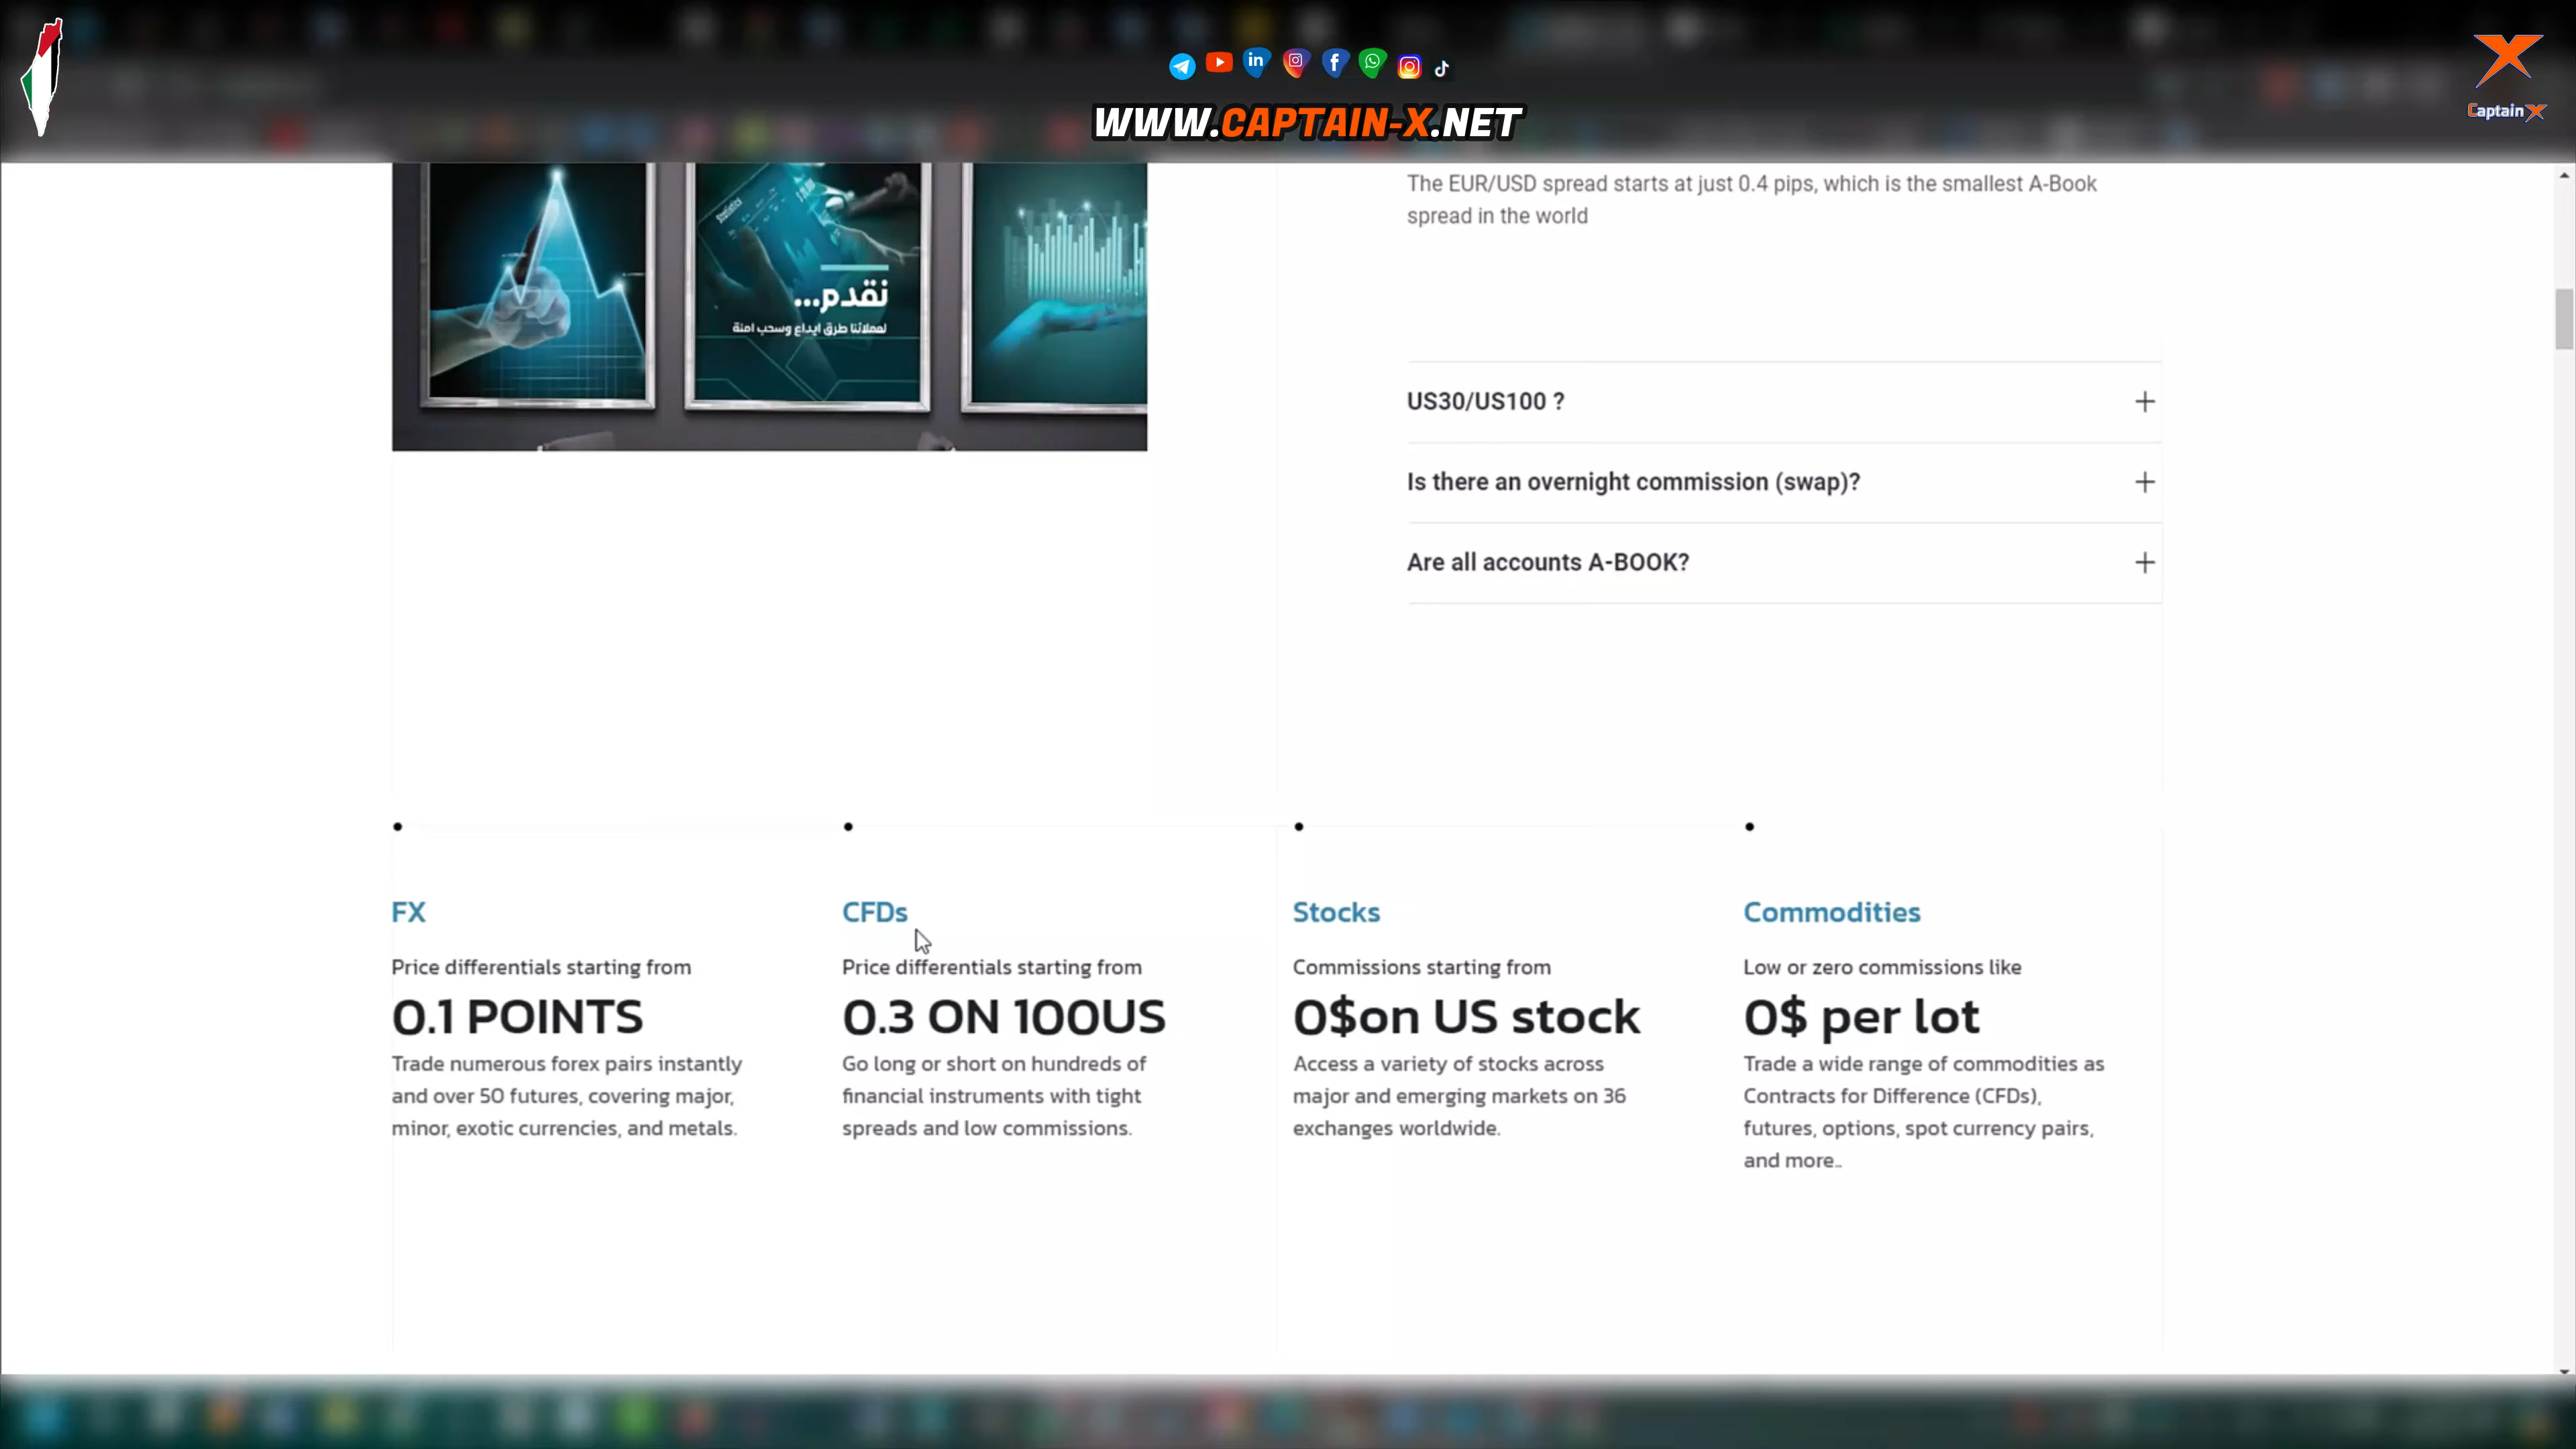 WWW.CAPTAIN-X.NET
Captain X
The EUR/USD spread starts at just 0.4 pips, which is the smallest A-Book
spread in the world
Statistics
نقدم...
لعملائنا طرق ايداع وسحب امنة
US30/US100 ?
Is there an overnight commission (swap)?
Are all accounts A-BOOK?
FX
Price differentials starting from
0.1 POINTS
Trade numerous forex pairs instantly
and over 50 futures, covering major,
minor, exotic currencies, and metals.
CFDs
Price differentials starting from
0.3 ON 100US
Go long or short on hundreds of
financial instruments with tight
spreads and low commissions.
Stocks
Commissions starting from
0$on US stock
Access a variety of stocks across
major and emerging markets on 36
exchanges worldwide.
Commodities
Low or zero commissions like
0$ per lot
Trade a wide range of commodities as
Contracts for Difference (CFDs),
futures, options, spot currency pairs,
and more..